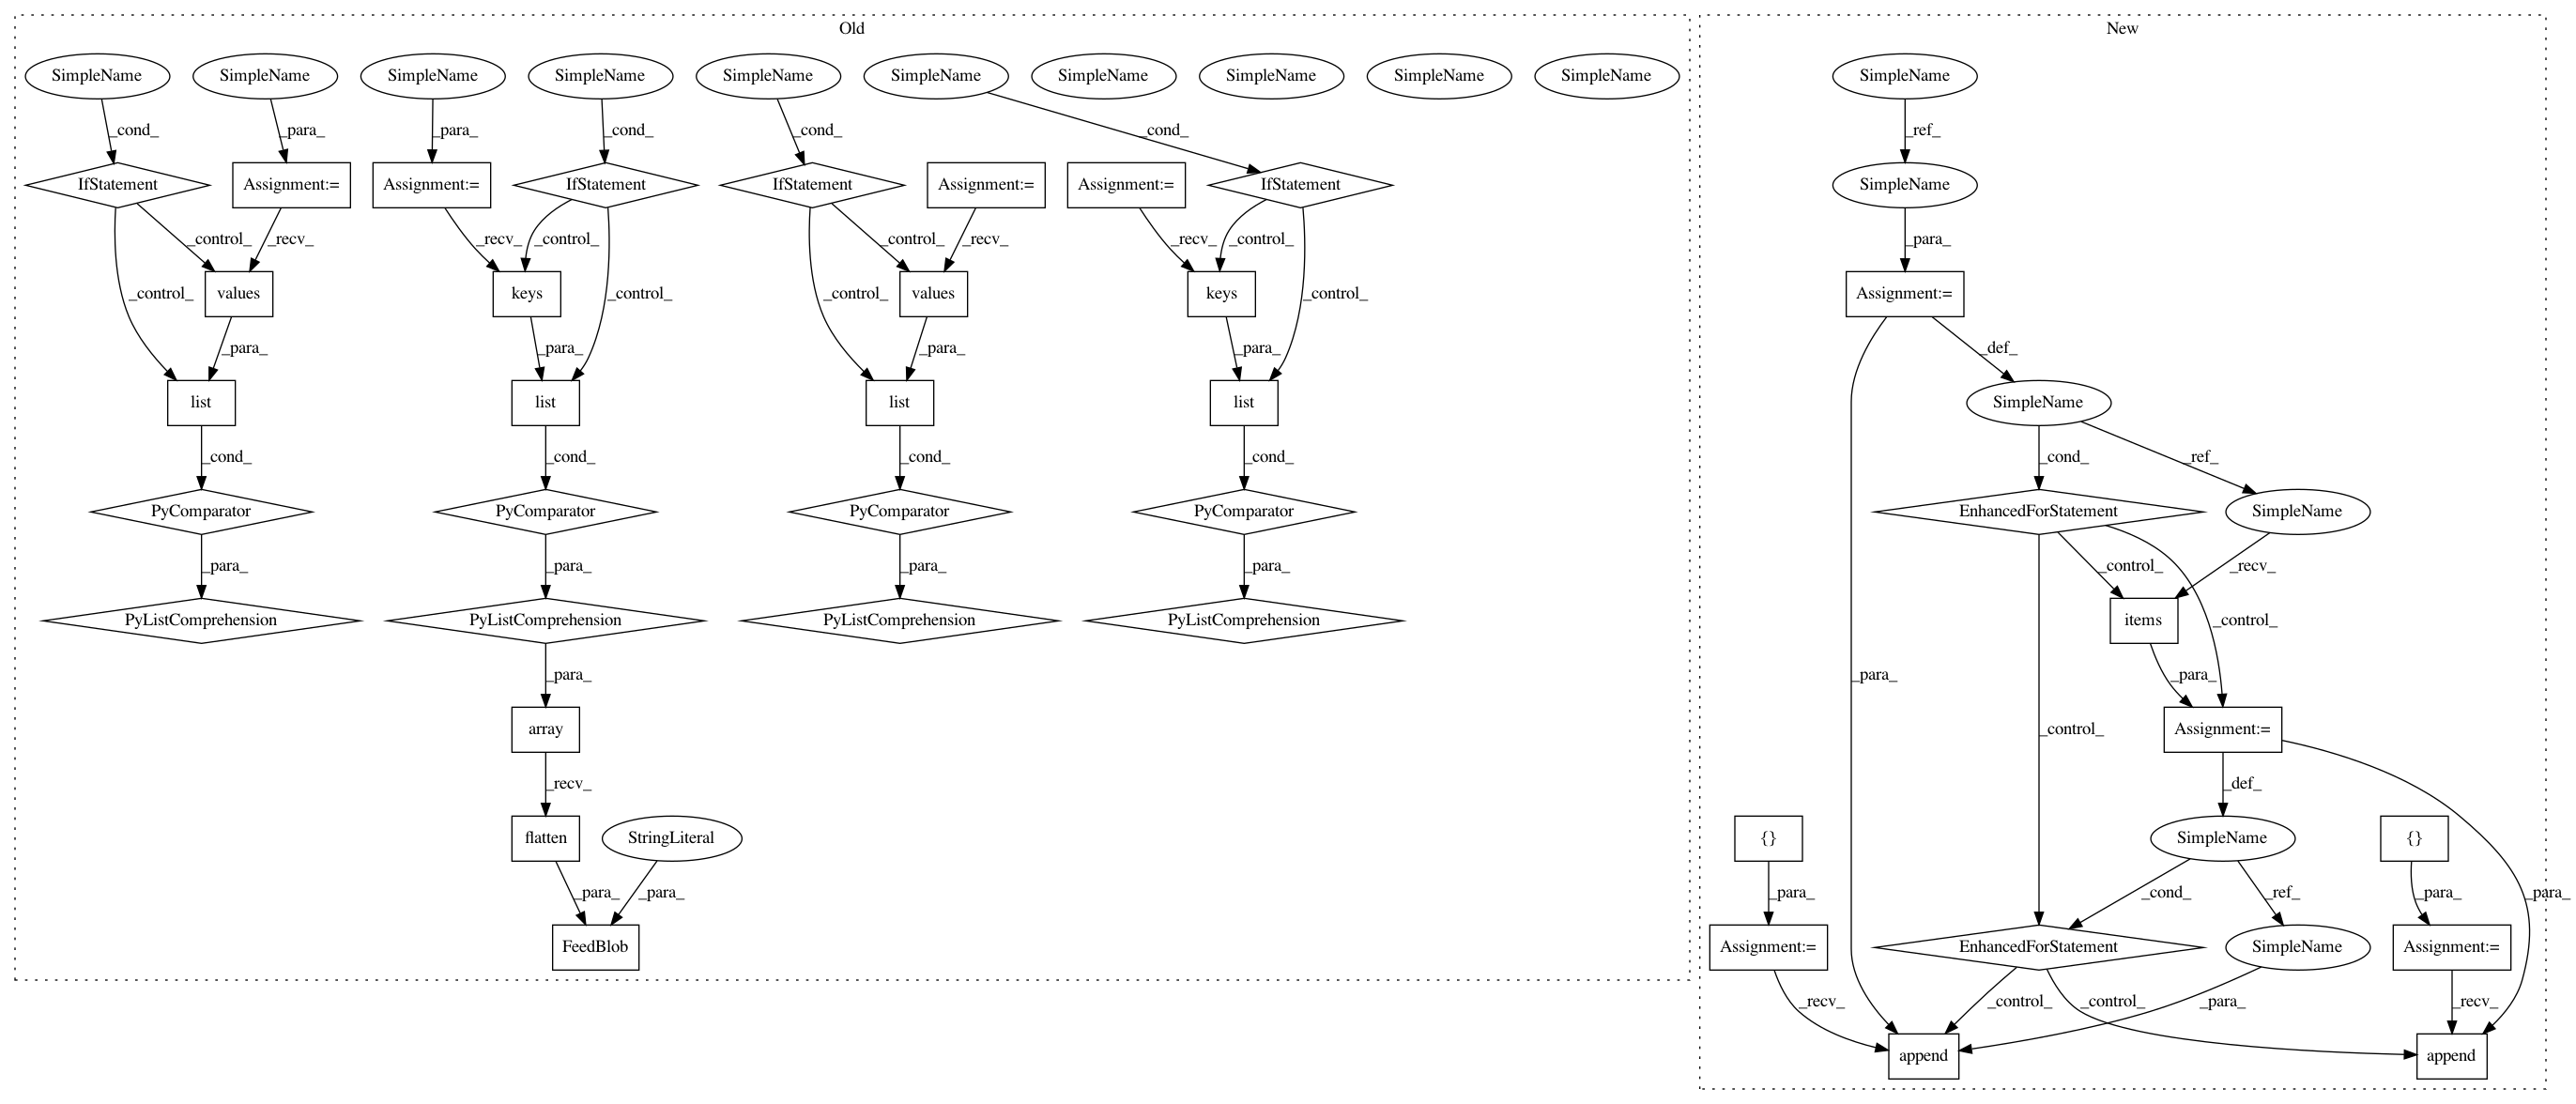 Old
New
SimpleName SimpleName SimpleName SimpleName SimpleName SimpleName SimpleName SimpleName SimpleName SimpleName SimpleName
_cond_ _para_ _para_ _cond_ _cond_ _cond_ _ref_
IfStatement Assignment:= Assignment:= IfStatement IfStatement Assignment:= Assignment:= IfStatement SimpleName
_control_ _recv_ _recv_ _control_ _control_ _recv_ _recv_ _control_ _para_
_control_ values keys _control_ _control_ values keys _control_ Assignment:=
_para_ _para_ _para_ _para_ _def_
list list list list SimpleName
_cond_ _cond_ _cond_ _cond_ _cond_ _ref_
PyComparator PyComparator PyComparator PyComparator EnhancedForStatement SimpleName
_para_ _para_ _para_ _para_ _control_ _recv_
PyListComprehension PyListComprehension PyListComprehension PyListComprehension items _control_
_para_ _para_ _para_
array _control_ Assignment:=
_recv_ _def_
flatten StringLiteral {} SimpleName {}
_para_ _para_ _para_ _cond_ _ref_ _para_ _para_
FeedBlob Assignment:= EnhancedForStatement SimpleName Assignment:=
_recv_ _control_ _control_ _para_ _recv_
append append